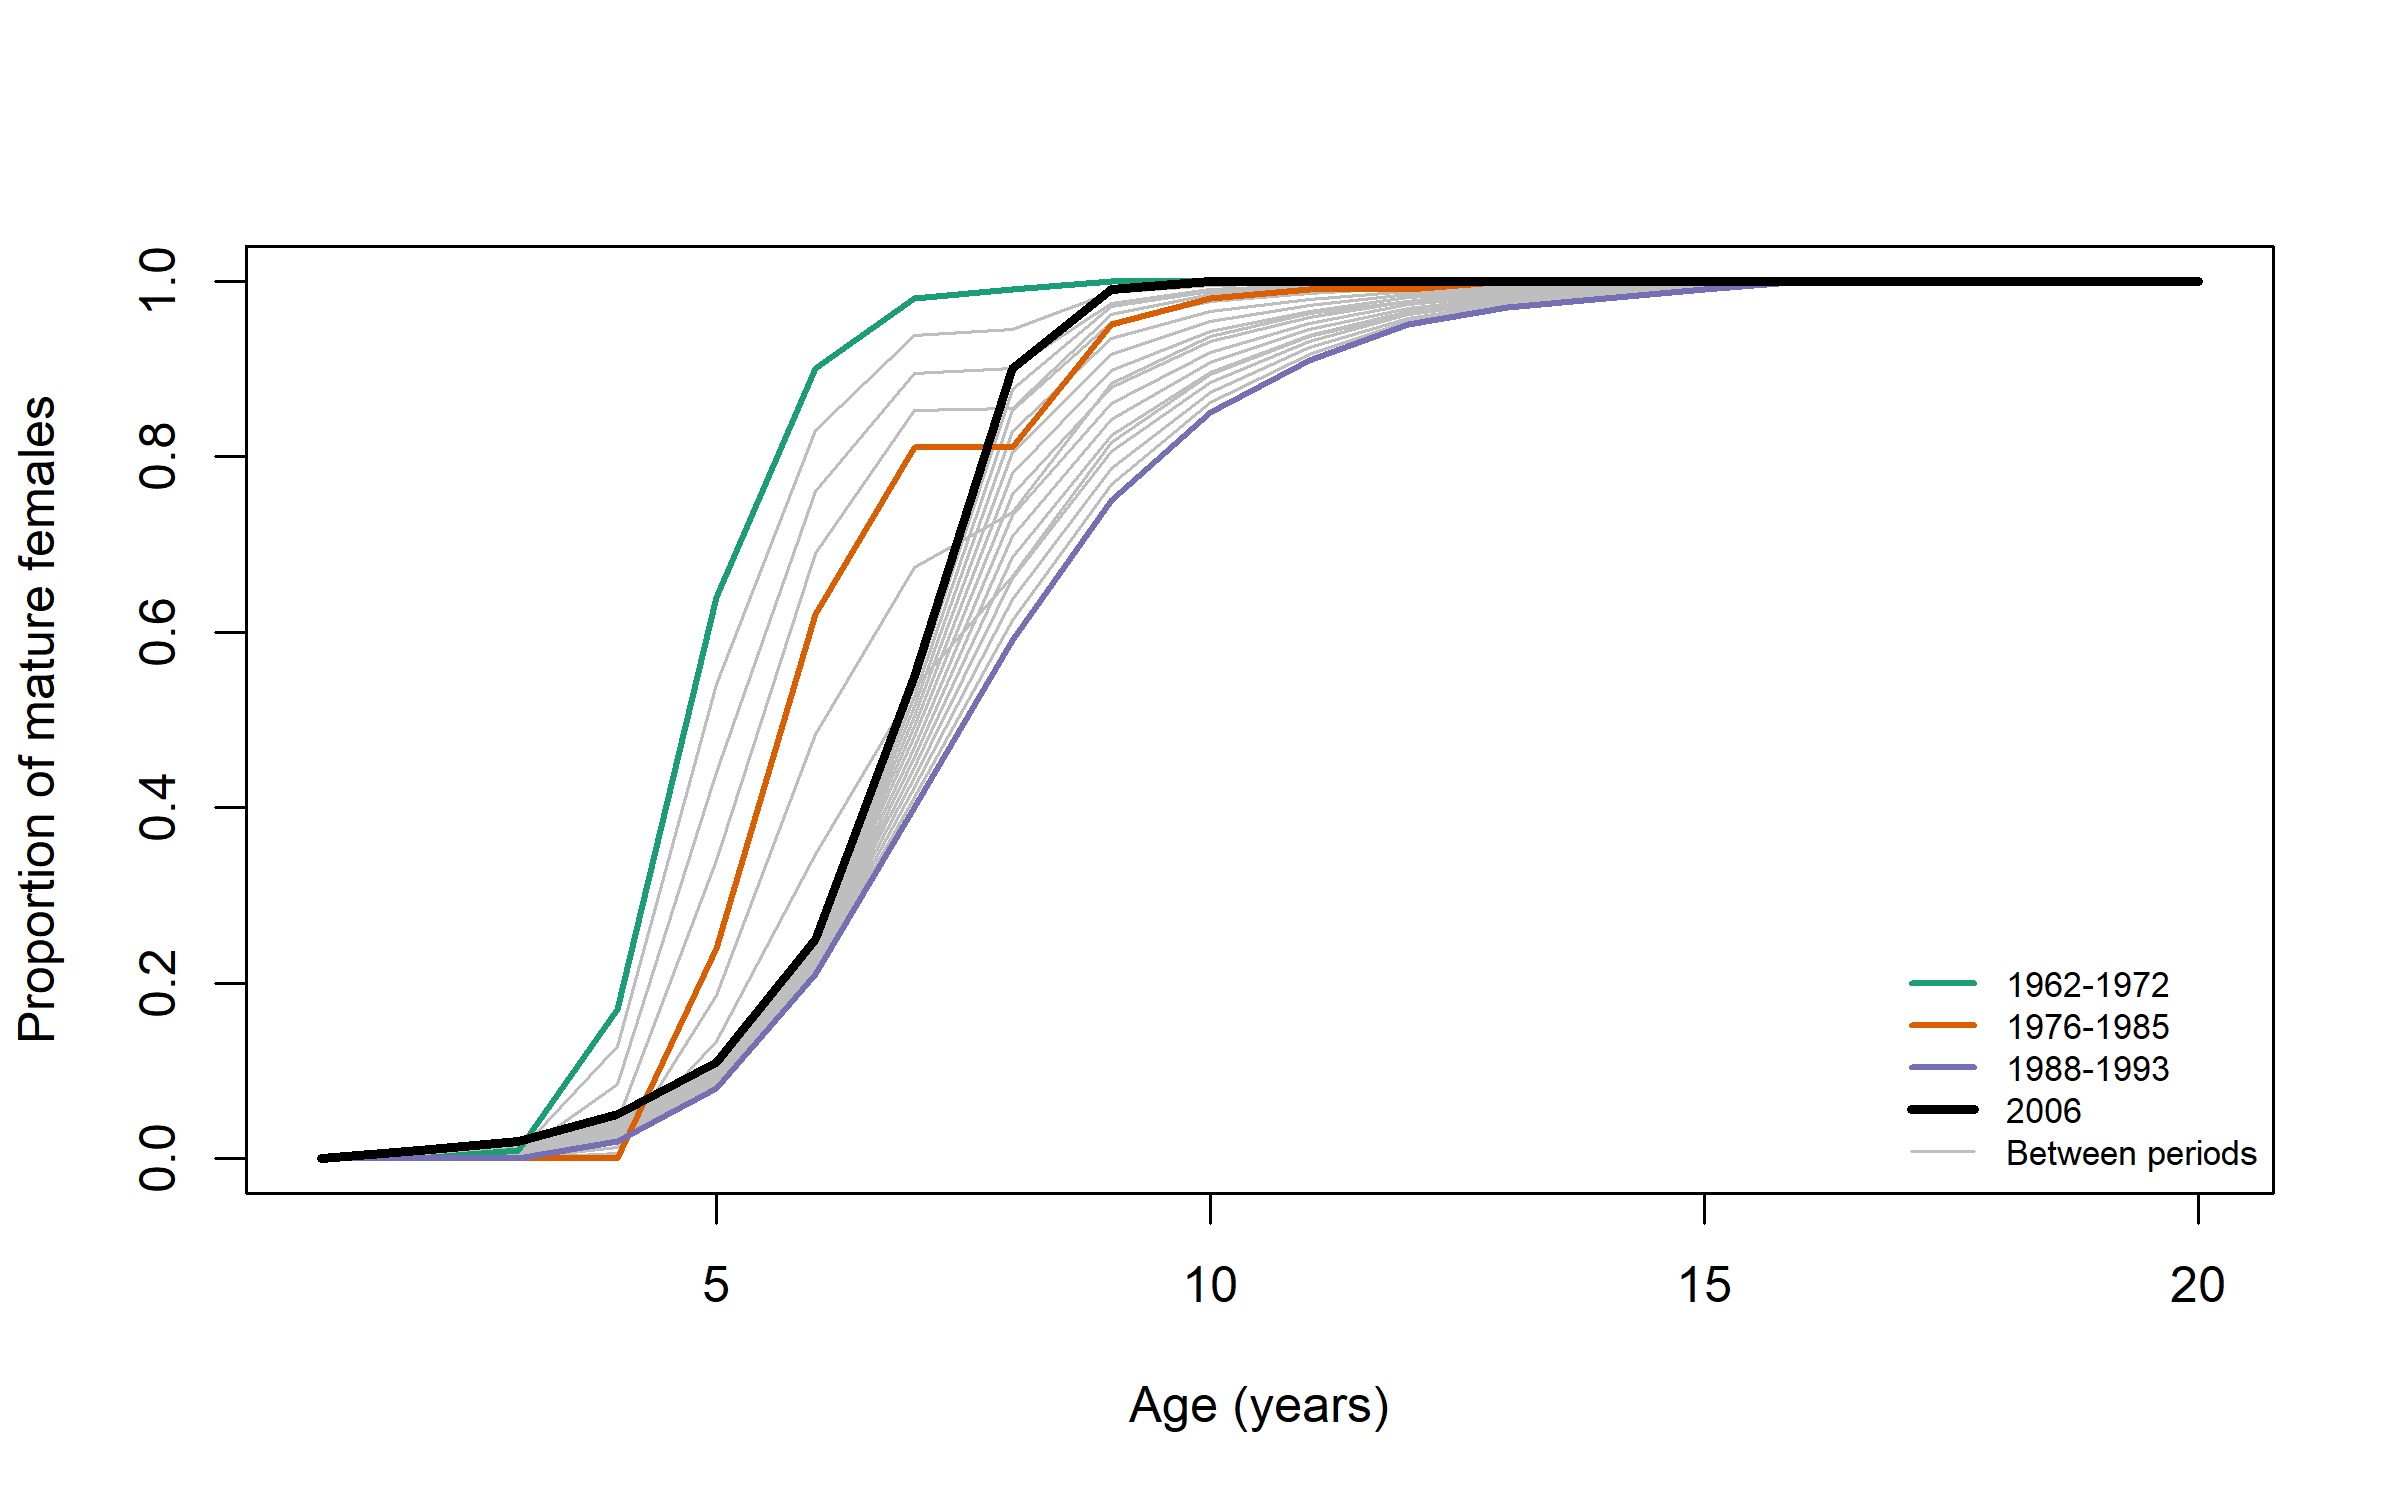 Proportion of mature females
1.0
0.8
0.6
0.4
0.2
0.0
1962-1972
1976-1985
1988-1993
2006
Between periods
5 10 15 20
Age (years)